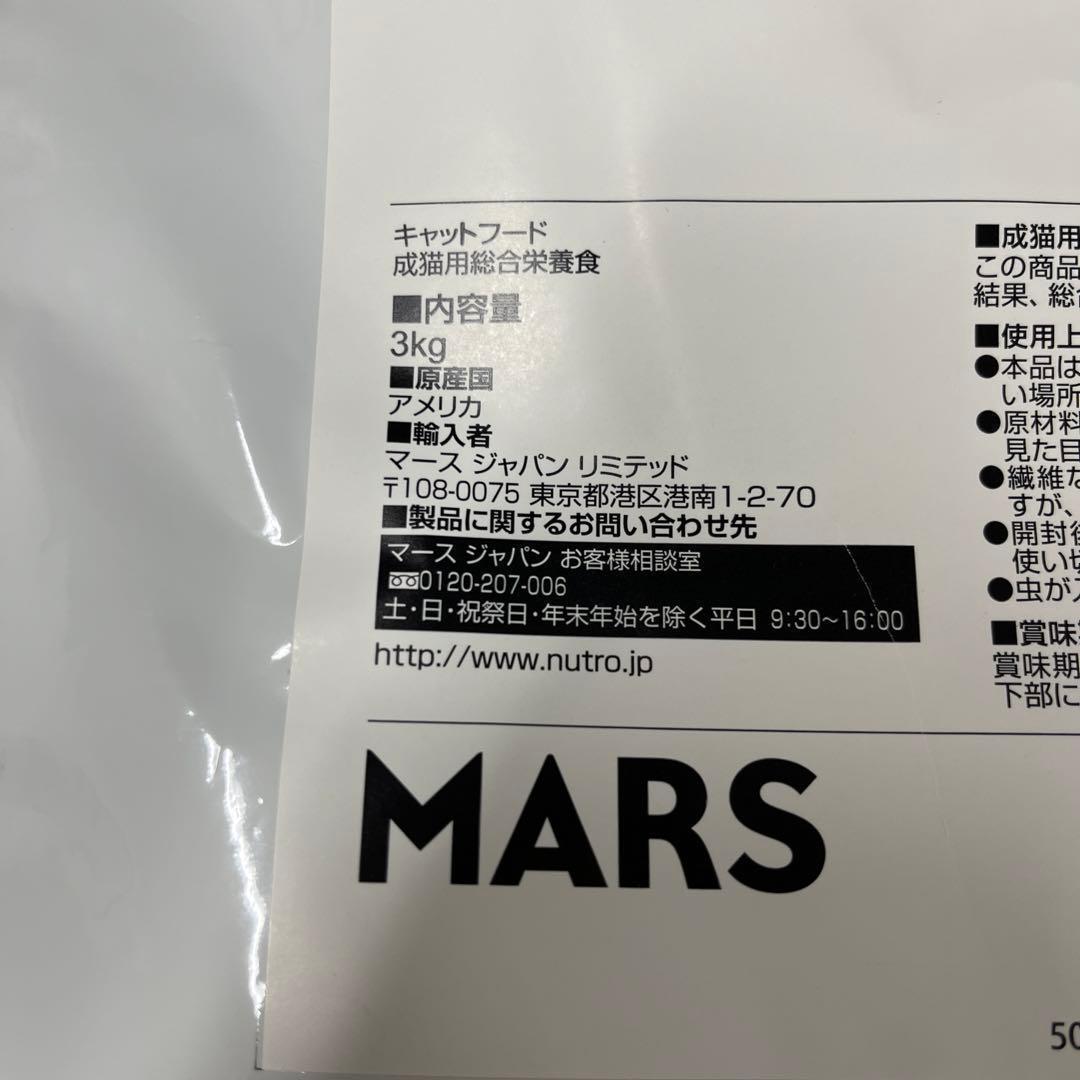 キャットフード
成猫用総合栄養食
■内容量
3kg
■原産国
アメリカ
■輸入者
マース ジャパン リミテッド
〒108-0075 東京都港区港南1-2-70
■製品に関するお問い合わせ先
マース ジャパン お客様相談室
0120-207-006
土・日・祝祭日・年末年始を除く平日 9:30~16:00
http://www.nutro.jp
MARS
■成猫用
この商品
結果、総合
■使用上
●本品は
い場所
●原材料
見た目
●繊維な
すが、
●開封後
使い切
●虫が入
■賞味期
賞味期
下部に
50